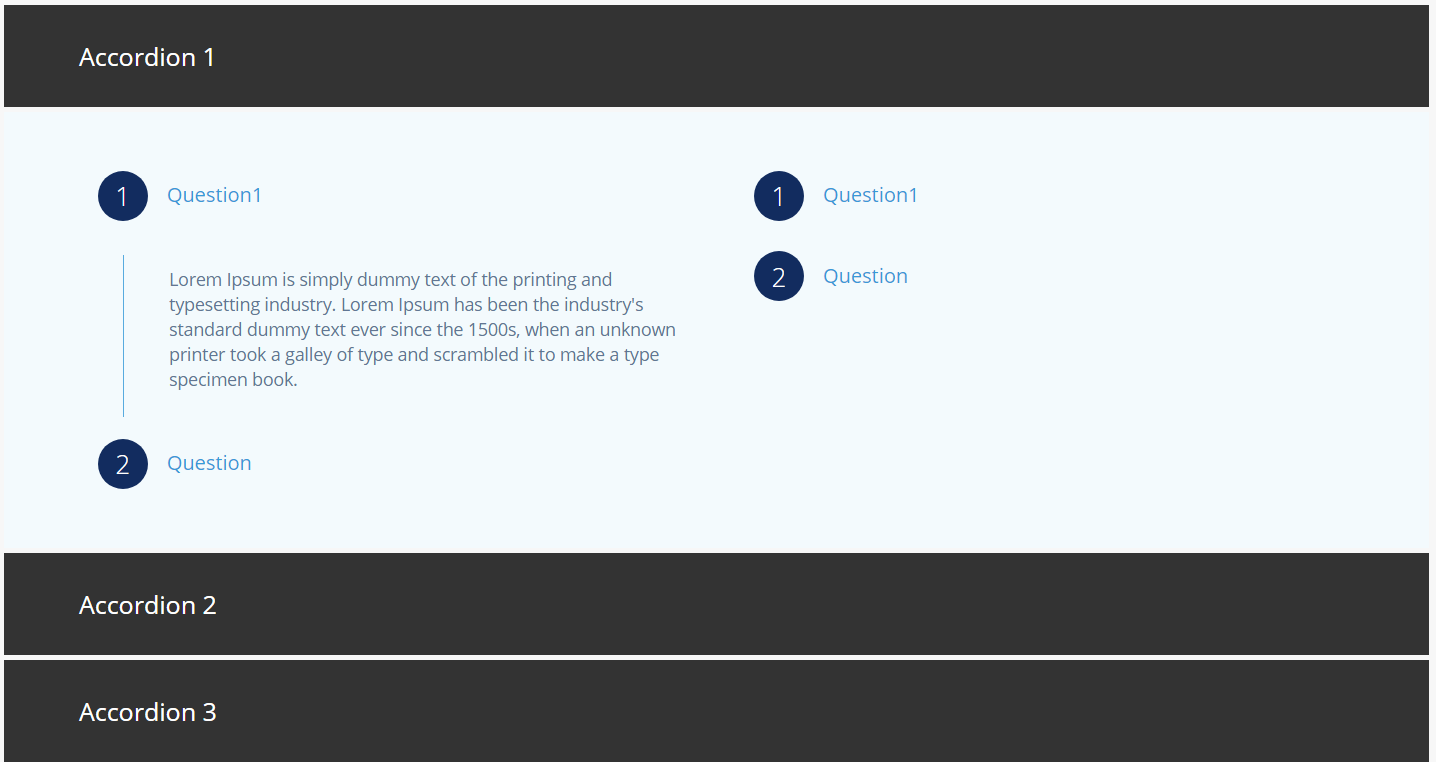 Accordion 1
1 Question1
Lorem Ipsum is simply dummy text of the printing and
typesetting industry. Lorem Ipsum has been the industry's
standard dummy text ever since the 1500s, when an unknown
printer took a galley of type and scrambled it to make a type
specimen book.
2 Question
1 Question1
2 Question
Accordion 2
Accordion 3